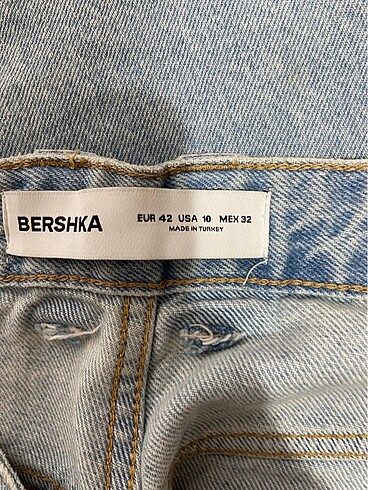 BERSHKA
EUR 42 USA 10 MEX 32
MADE IN TURKEY